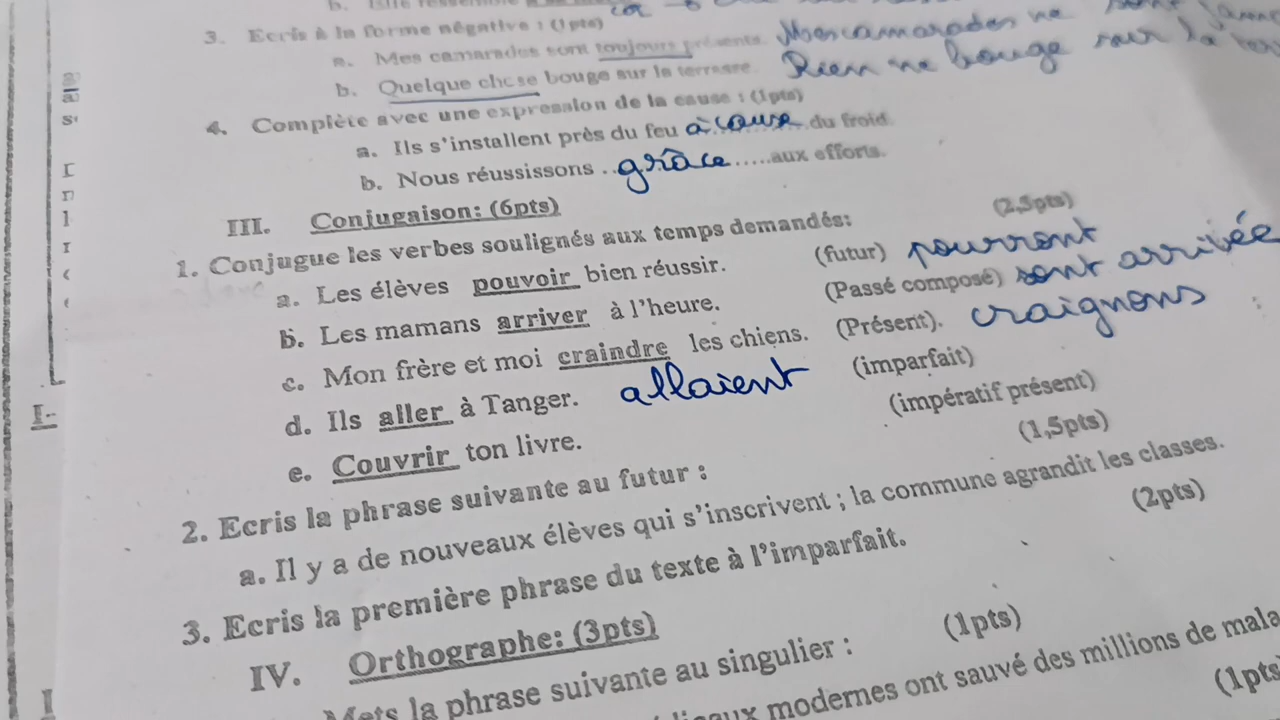 b. Elle ressemble
3. Ecris à la forme négative : (1pts)
a. Mes camarades sont toujours présents. Mes camarades ne sont
b. Quelque chose bouge sur la terrasse. Rien ne bouge sur la
4. Complète avec une expression de la cause : (1pts)
a. Ils s'installent près du feu à cause du froid.
b. Nous réussissons ..grâce.....aux efforts.
III. Conjugaison: (6pts)
1. Conjugue les verbes soulignés aux temps demandés: (2,5pts)
a. Les élèves pouvoir bien réussir. (futur) pourront
b. Les mamans arriver à l'heure. (Passé composé) sont arrivée
c. Mon frère et moi craindre les chiens. (Présent). craignons
d. Ils aller à Tanger. allaient (imparfait)
e. Couvrir ton livre. (impératif présent)
2. Ecris la phrase suivante au futur : (1,5pts)
a. Il y a de nouveaux élèves qui s'inscrivent ; la commune agrandit les classes.
3. Ecris la première phrase du texte à l'imparfait. (2pts)
IV. Orthographe: (3pts)
Mets la phrase suivante au singulier : (1pts)
modernes ont sauvé des millions de mala
(1pts
I-
I